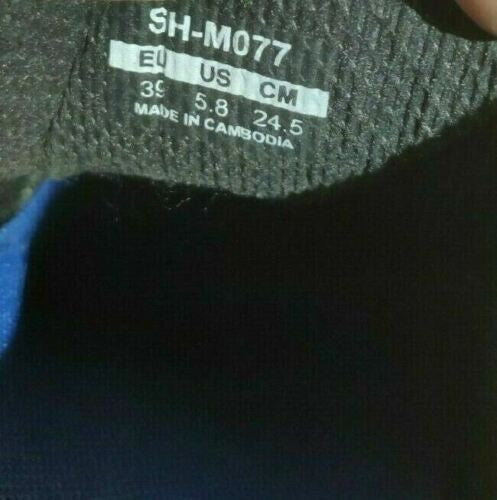 SH-M077
EU US CM
39 5.8 24.5
MADE IN CAMBODIA